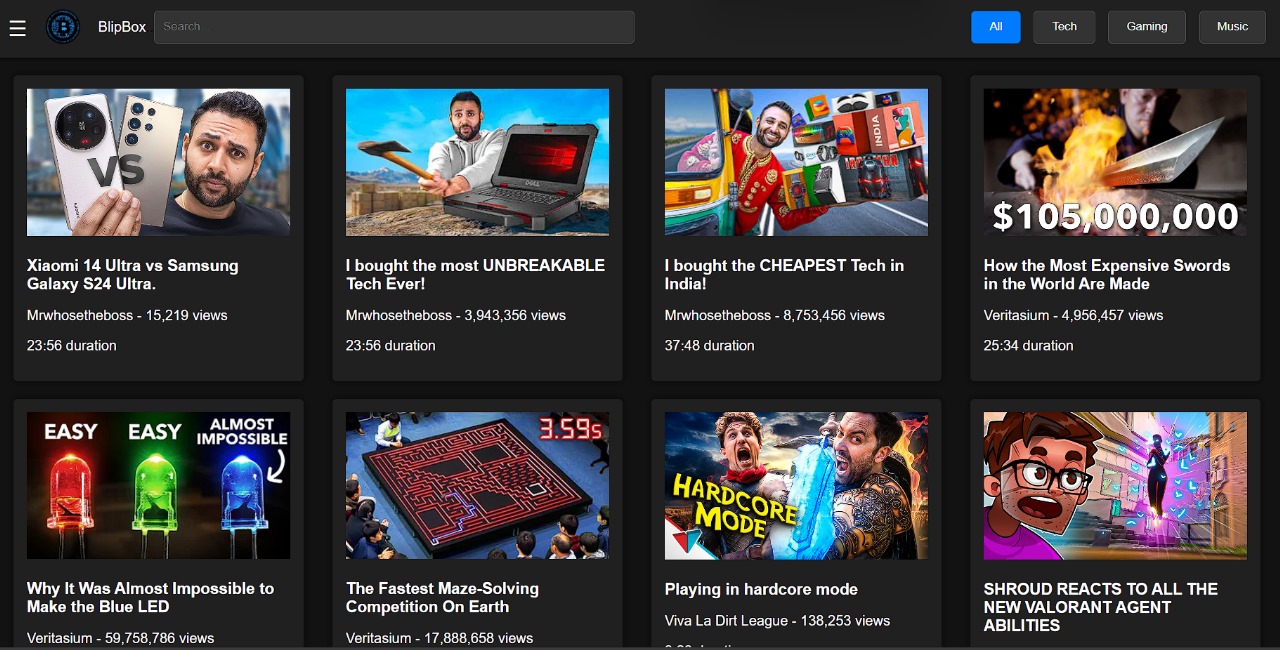 BlipBox
Search...
All
Tech
Gaming
Music
VS
XIAOMI
DELL
INDIA
$105,000,000
Xiaomi 14 Ultra vs Samsung
Galaxy S24 Ultra.
Mrwhosetheboss - 15,219 views
23:56 duration
I bought the most UNBREAKABLE
Tech Ever!
Mrwhosetheboss - 3,943,356 views
23:56 duration
I bought the CHEAPEST Tech in
India!
Mrwhosetheboss - 8,753,456 views
37:48 duration
How the Most Expensive Swords
in the World Are Made
Veritasium - 4,956,457 views
25:34 duration
EASY
EASY
ALMOST
IMPOSSIBLE
3.59s
HARDCORE
MODE
Why It Was Almost Impossible to
Make the Blue LED
Veritasium - 59,758,786 views
The Fastest Maze-Solving
Competition On Earth
Veritasium - 17,888,658 views
Playing in hardcore mode
Viva La Dirt League - 138,253 views
SHROUD REACTS TO ALL THE
NEW VALORANT AGENT
ABILITIES